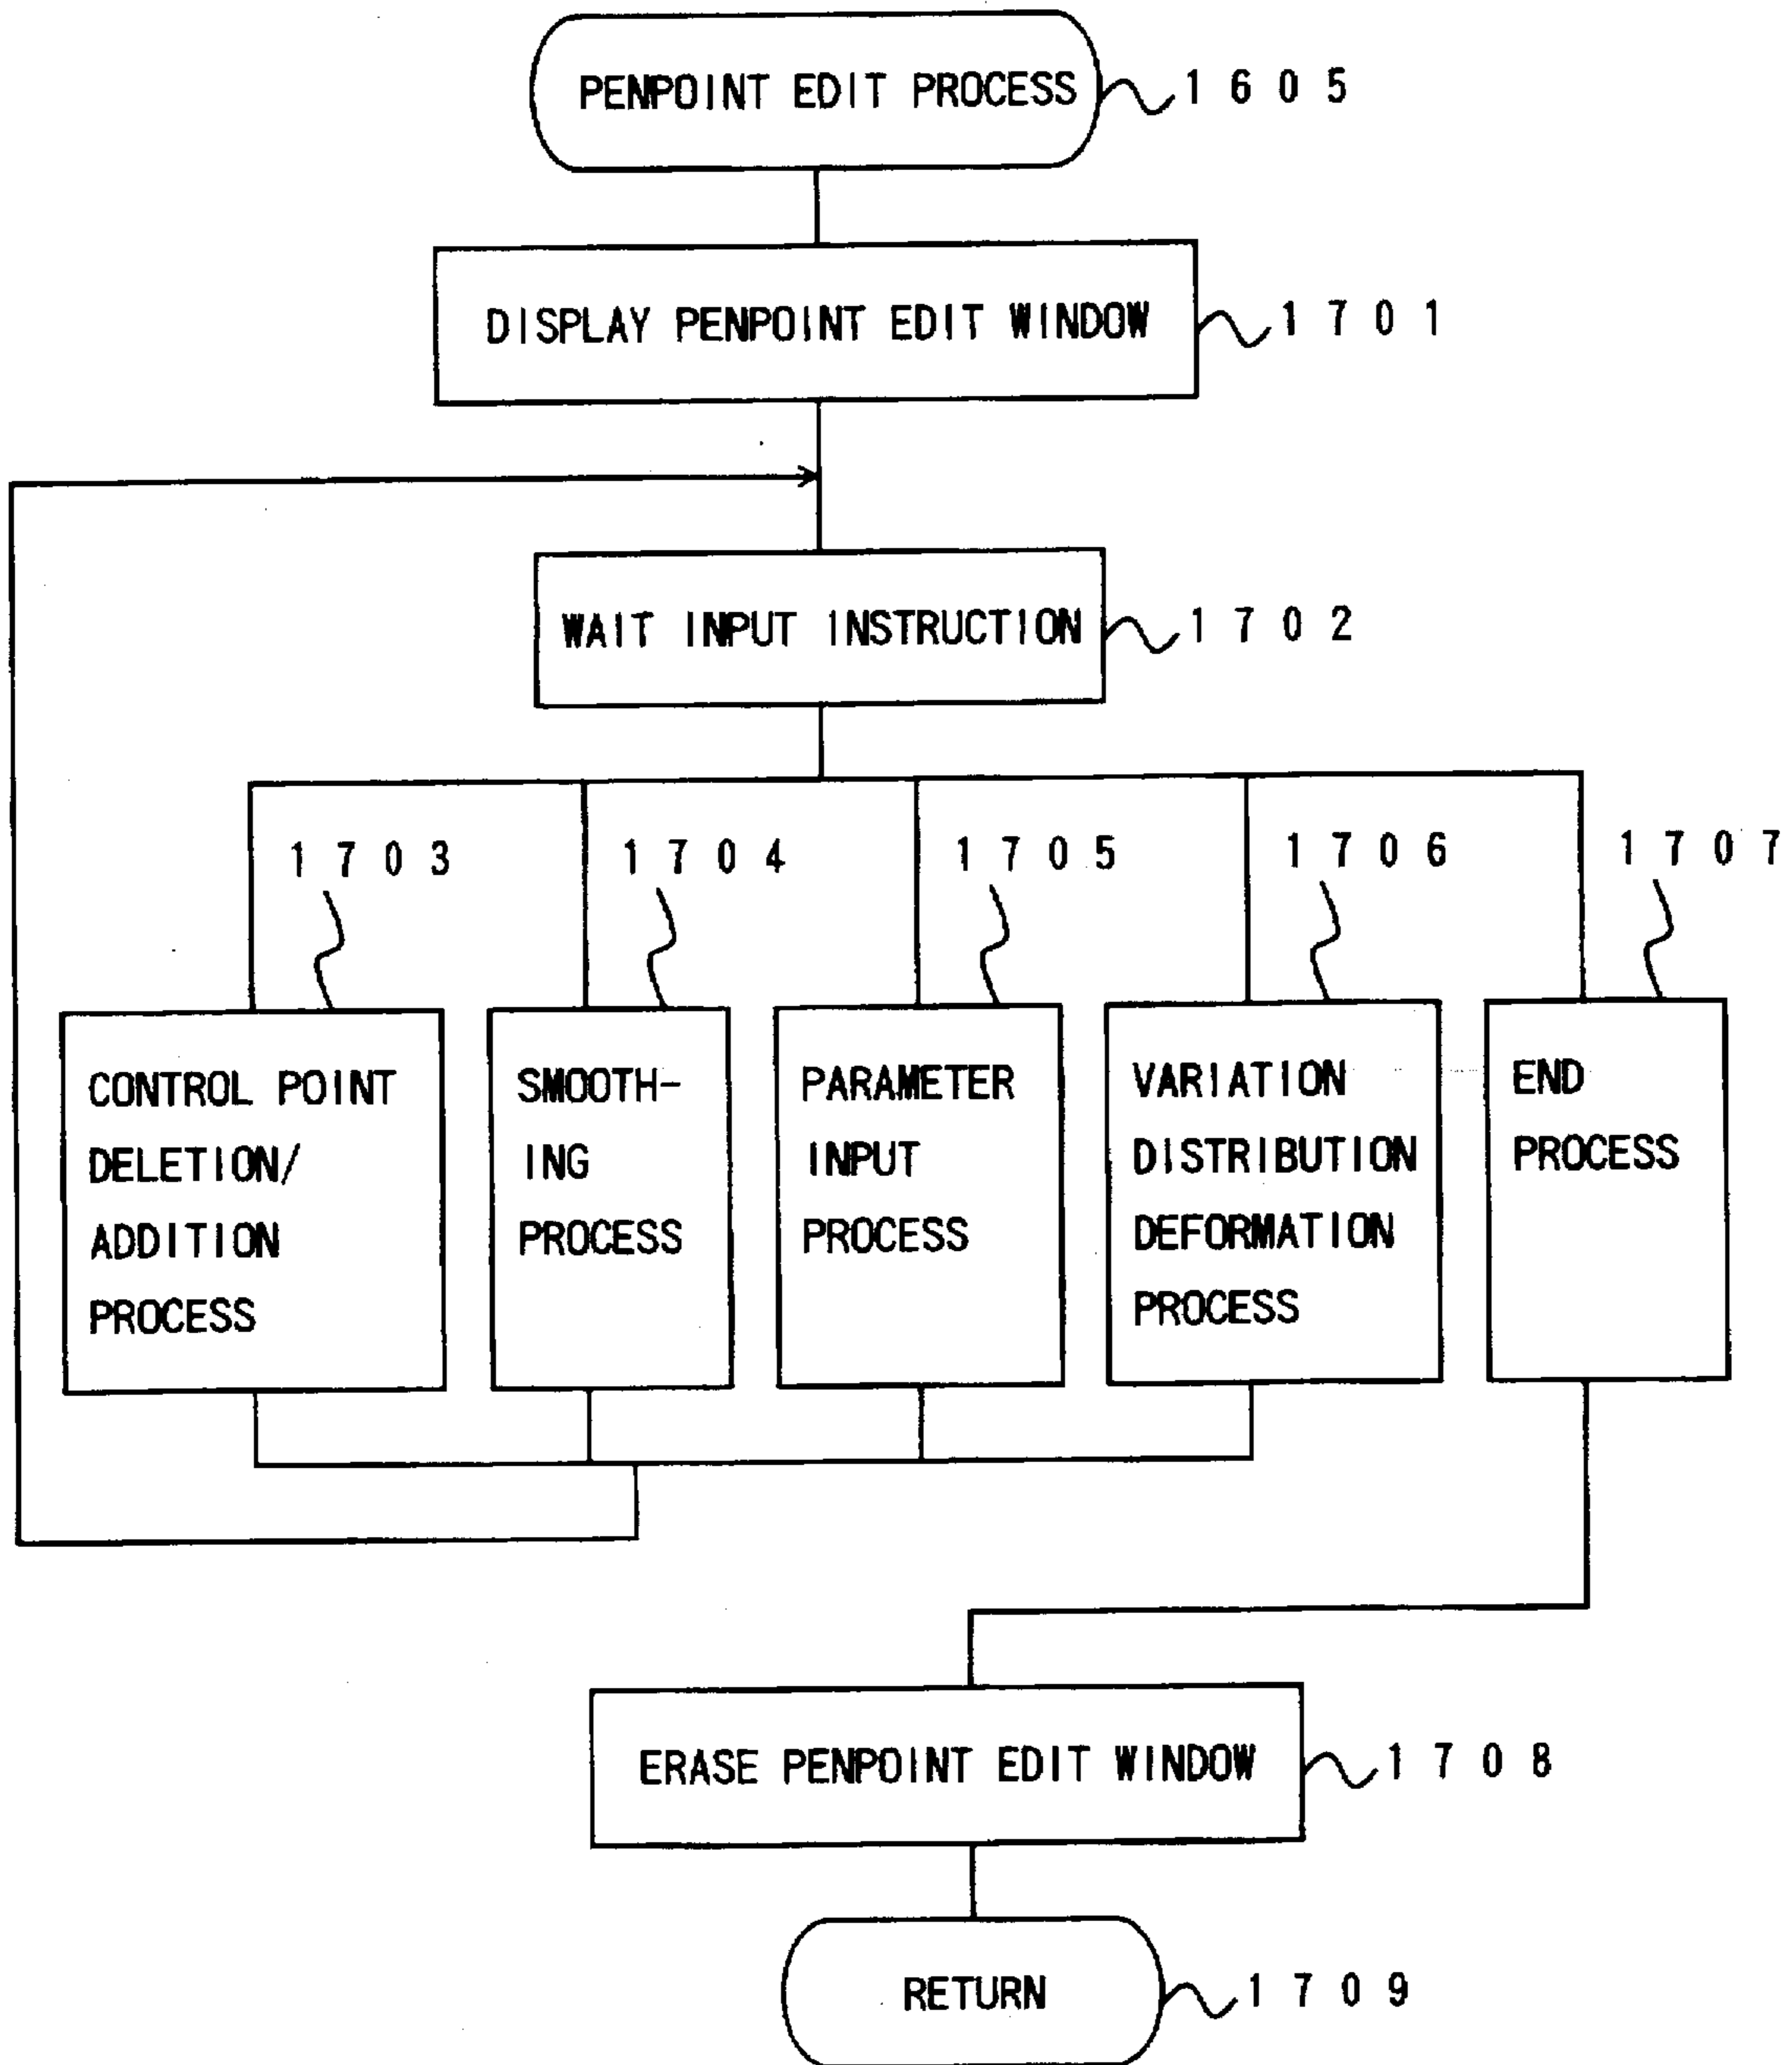 PENPOINT EDIT PROCESS 1605
DISPLAY PENPOINT EDIT WINDOW 1701
WAIT INPUT INSTRUCTION 1702
1703 1704 1705 1706 1707
CONTROL POINT
DELETION/
ADDITION
PROCESS
SMOOTH-
ING
PROCESS
PARAMETER
INPUT
PROCESS
VARIATION
DISTRIBUTION
DEFORMATION
PROCESS
END
PROCESS
ERASE PENPOINT EDIT WINDOW 1708
RETURN 1709